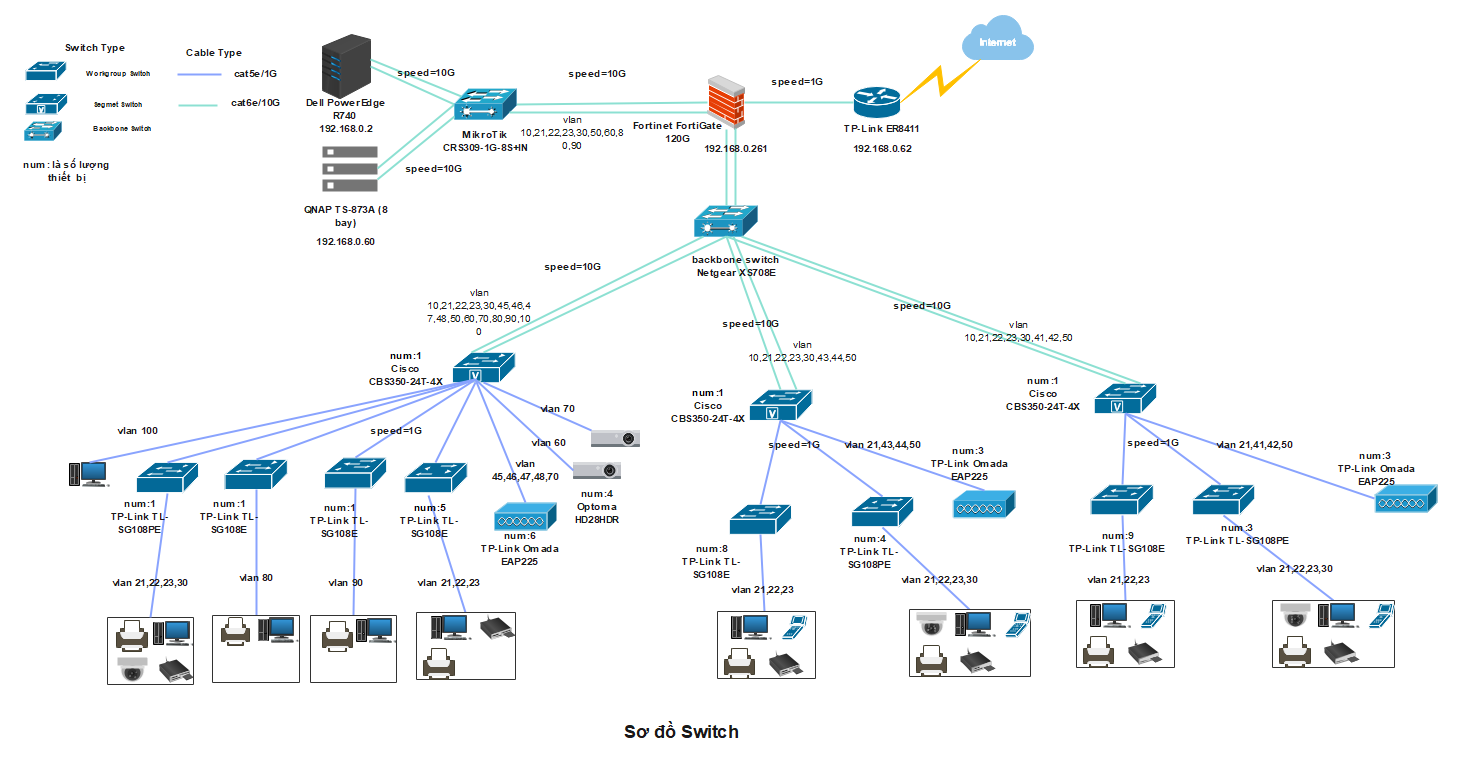 Switch Type
Cable Type
Workgroup Switch
cat5e/1G
Segmet Switch
cat6e/10G
Backbone Switch
num: là số lượng
thiết bị
Dell PowerEdge
R740
192.168.0.2
speed=10G
speed=10G
MikroTik
CRS309-1G-8S+IN
vlan
10,21,22,23,30,50,60,8
0,90
speed=10G
QNAP TS-873A (8
bay)
192.168.0.60
Fortinet FortiGate
120G
192.168.0.261
speed=1G
Internet
TP-Link ER8411
192.168.0.62
backbone switch
Netgear XS708E
speed=10G
vlan
10,21,22,23,30,45,46,4
7,48,50,60,70,80,90,10
0
speed=10G
vlan
10,21,22,23,30,43,44,50
speed=10G
vlan
10,21,22,23,30,41,42,50
num:1
Cisco
CBS350-24T-4X
num:1
Cisco
CBS350-24T-4X
num:1
Cisco
CBS350-24T-4X
vlan 100
speed=1G
vlan 70
vlan 60
vlan
45,46,47,48,70
num:1
TP-Link TL-
SG108PE
num:1
TP-Link TL-
SG108E
num:1
TP-Link TL-
SG108E
num:5
TP-Link TL-
SG108E
num:6
TP-Link Omada
EAP225
num:4
Optoma
HD28HDR
speed=1G
vlan 21,43,44,50
num:3
TP-Link Omada
EAP225
num:8
TP-Link TL-
SG108E
num:4
TP-Link TL-
SG108PE
speed=1G
vlan 21,41,42,50
num:3
TP-Link Omada
EAP225
num:9
TP-Link TL-SG108E
num:3
TP-Link TL-SG108PE
vlan 21,22,23,30
vlan 80
vlan 90
vlan 21,22,23
vlan 21,22,23
vlan 21,22,23,30
vlan 21,22,23
vlan 21,22,23,30
Sơ đồ Switch